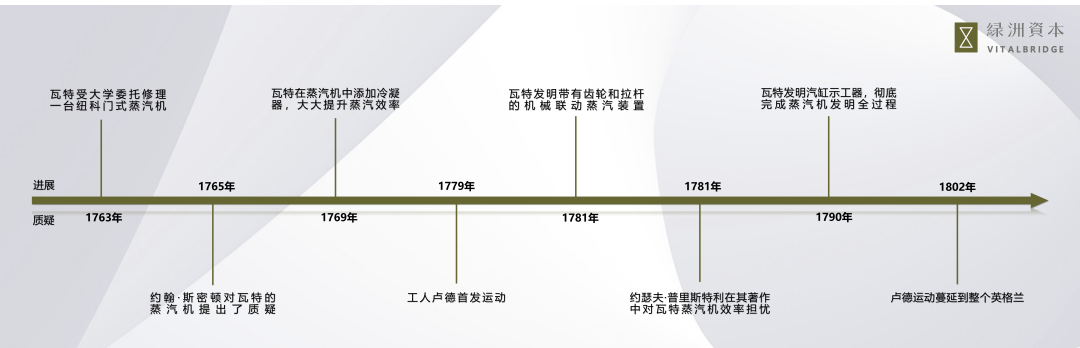 綠洲資本
VITALBRIDGE
瓦特受大学委托修理
一台纽科门式蒸汽机
瓦特在蒸汽机中添加冷凝
器，大大提升蒸汽效率
瓦特发明带有齿轮和拉杆
的机械联动蒸汽装置
瓦特发明汽缸示工器，彻底
完成蒸汽机发明全过程
进展
1765年
1779年
1781年
1802年
质疑
1763年
1769年
1781年
1790年
约翰·斯密顿对瓦特的
蒸汽机提出了质疑
工人卢德首发运动
约瑟夫·普里斯特利在其著作
中对瓦特蒸汽机效率担忧
卢德运动蔓延到整个英格兰